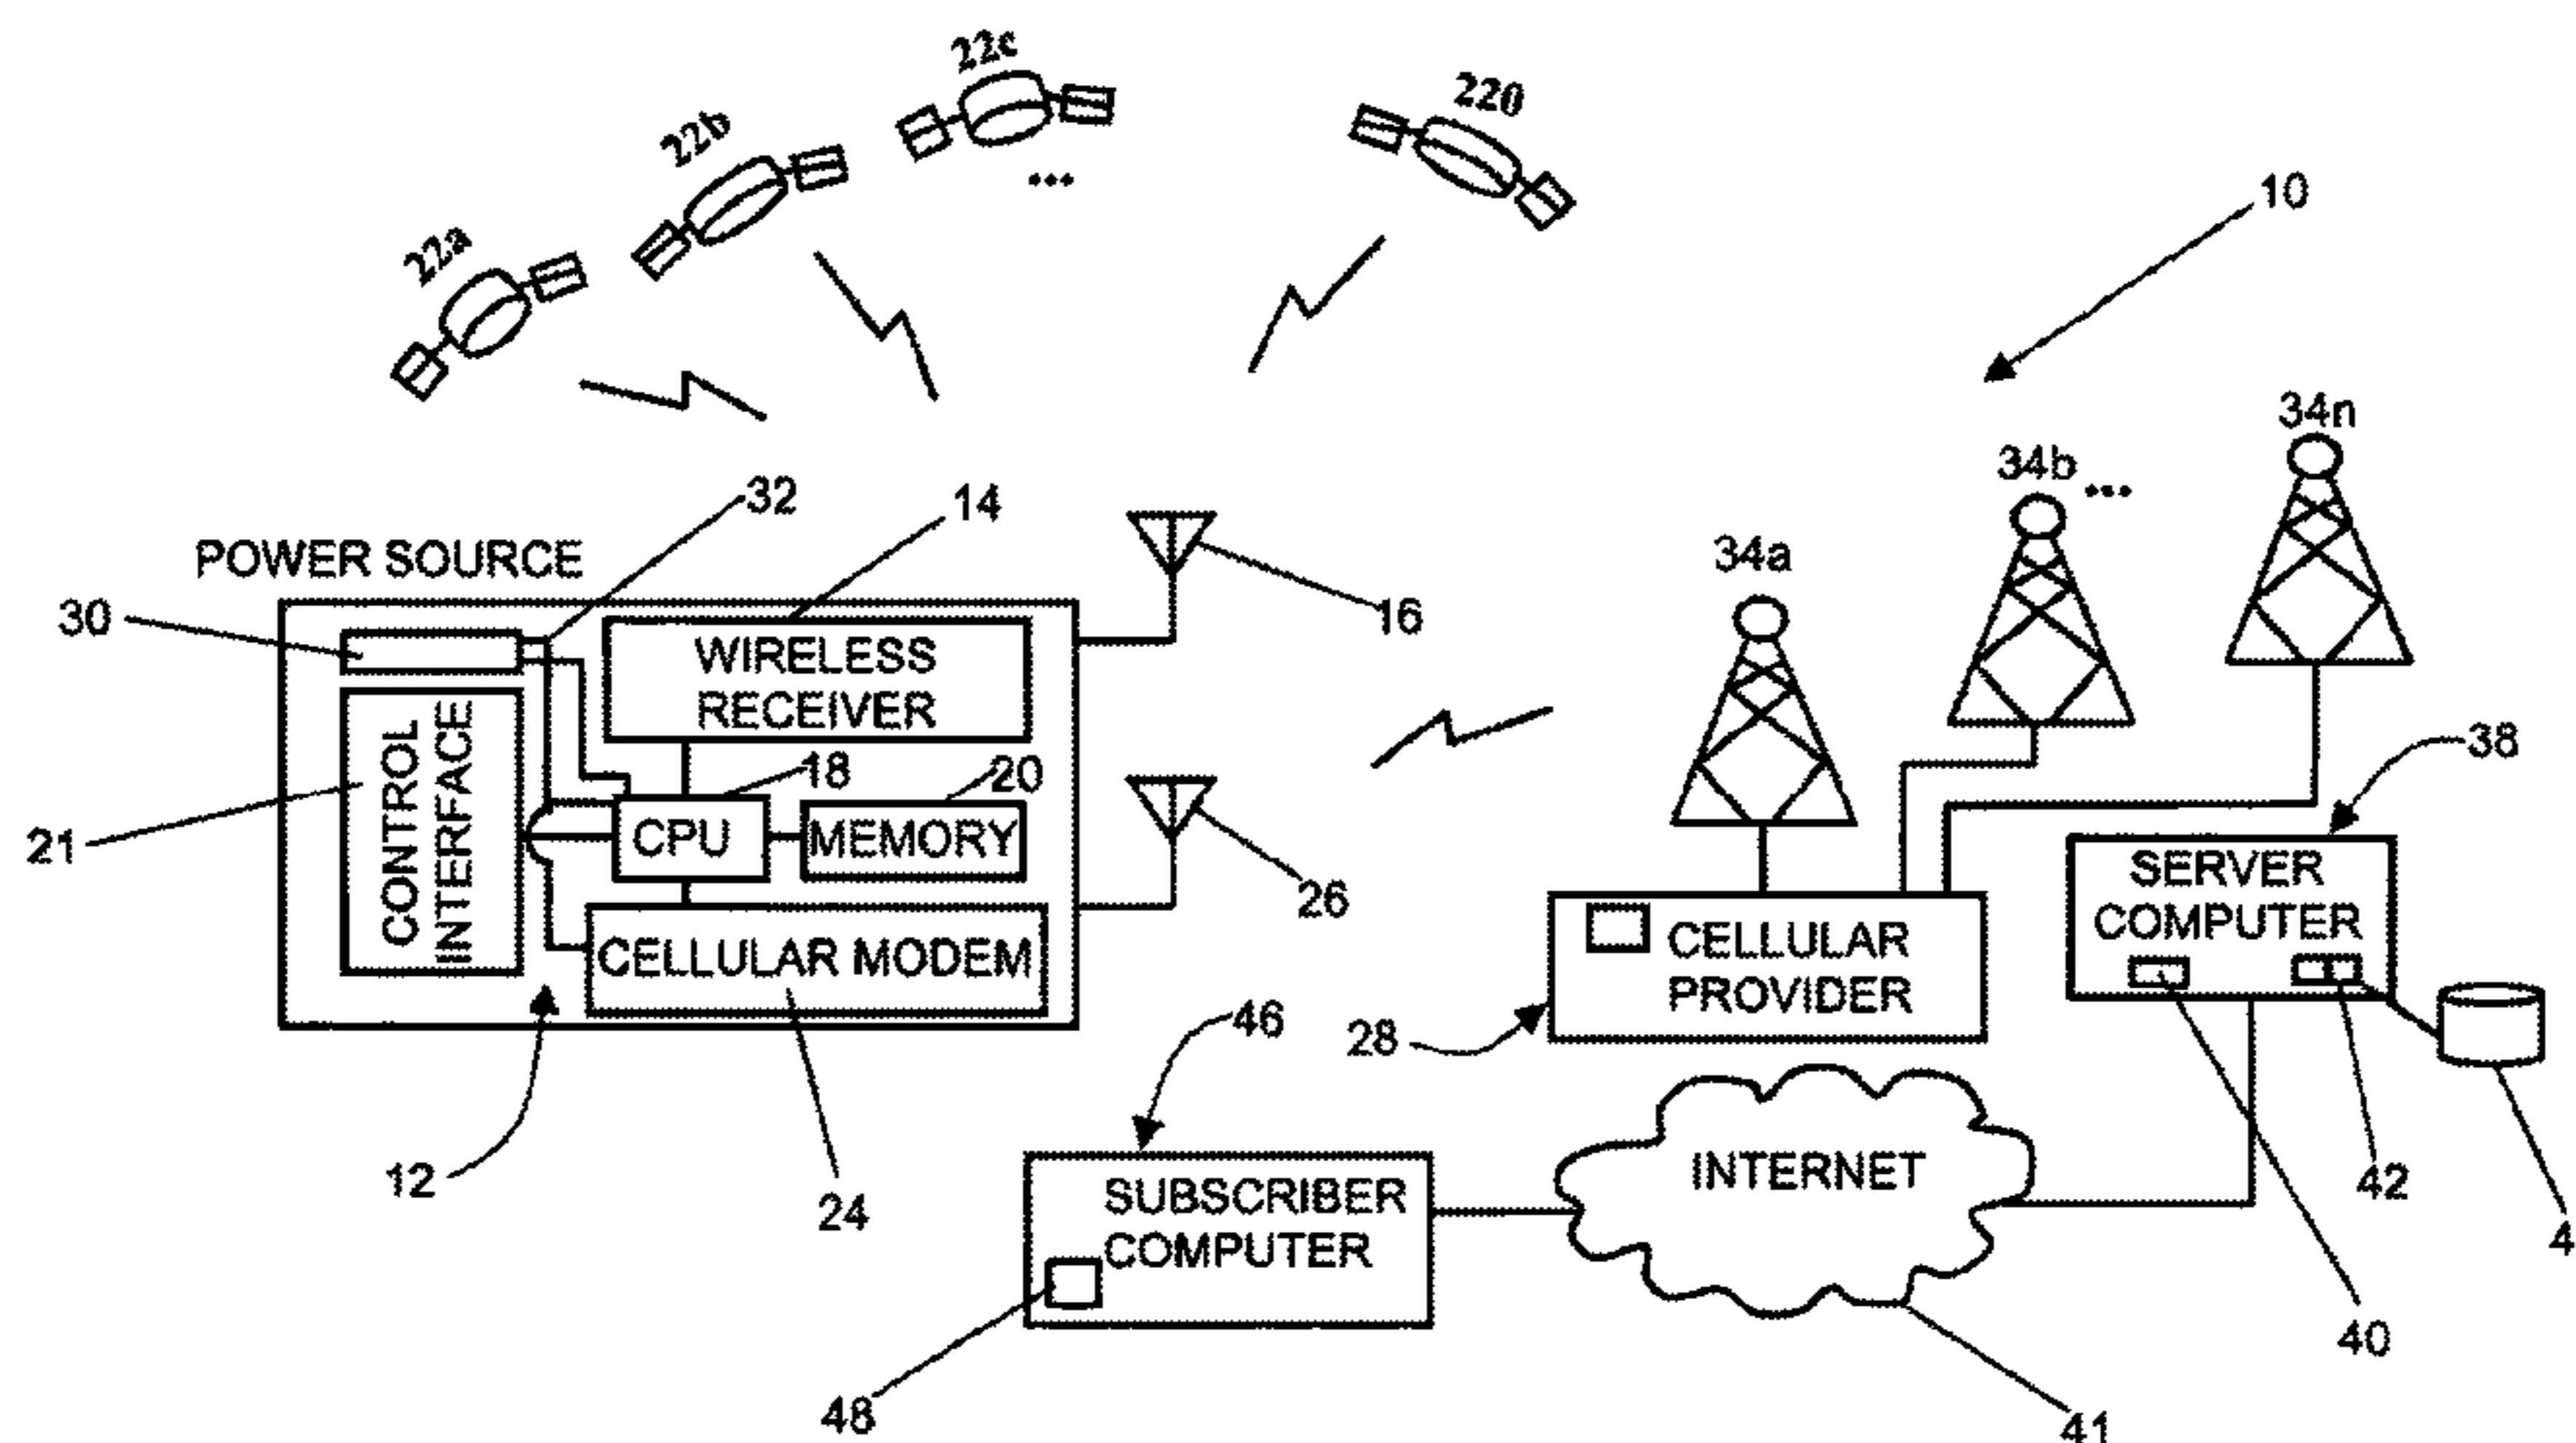 22c
220
22b
22a
10
34n
34b
...
...
32
14
34a
POWER SOURCE
16
30
WIRELESS
RECEIVER
38
18
20
CONTROL
INTERFACE
21
CPU
MEMORY
26
SERVER
COMPUTER
CELLULAR
PROVIDER
CELLULAR MODEM
46
28
12
24
SUBSCRIBER
COMPUTER
INTERNET
42
4
40
48
41